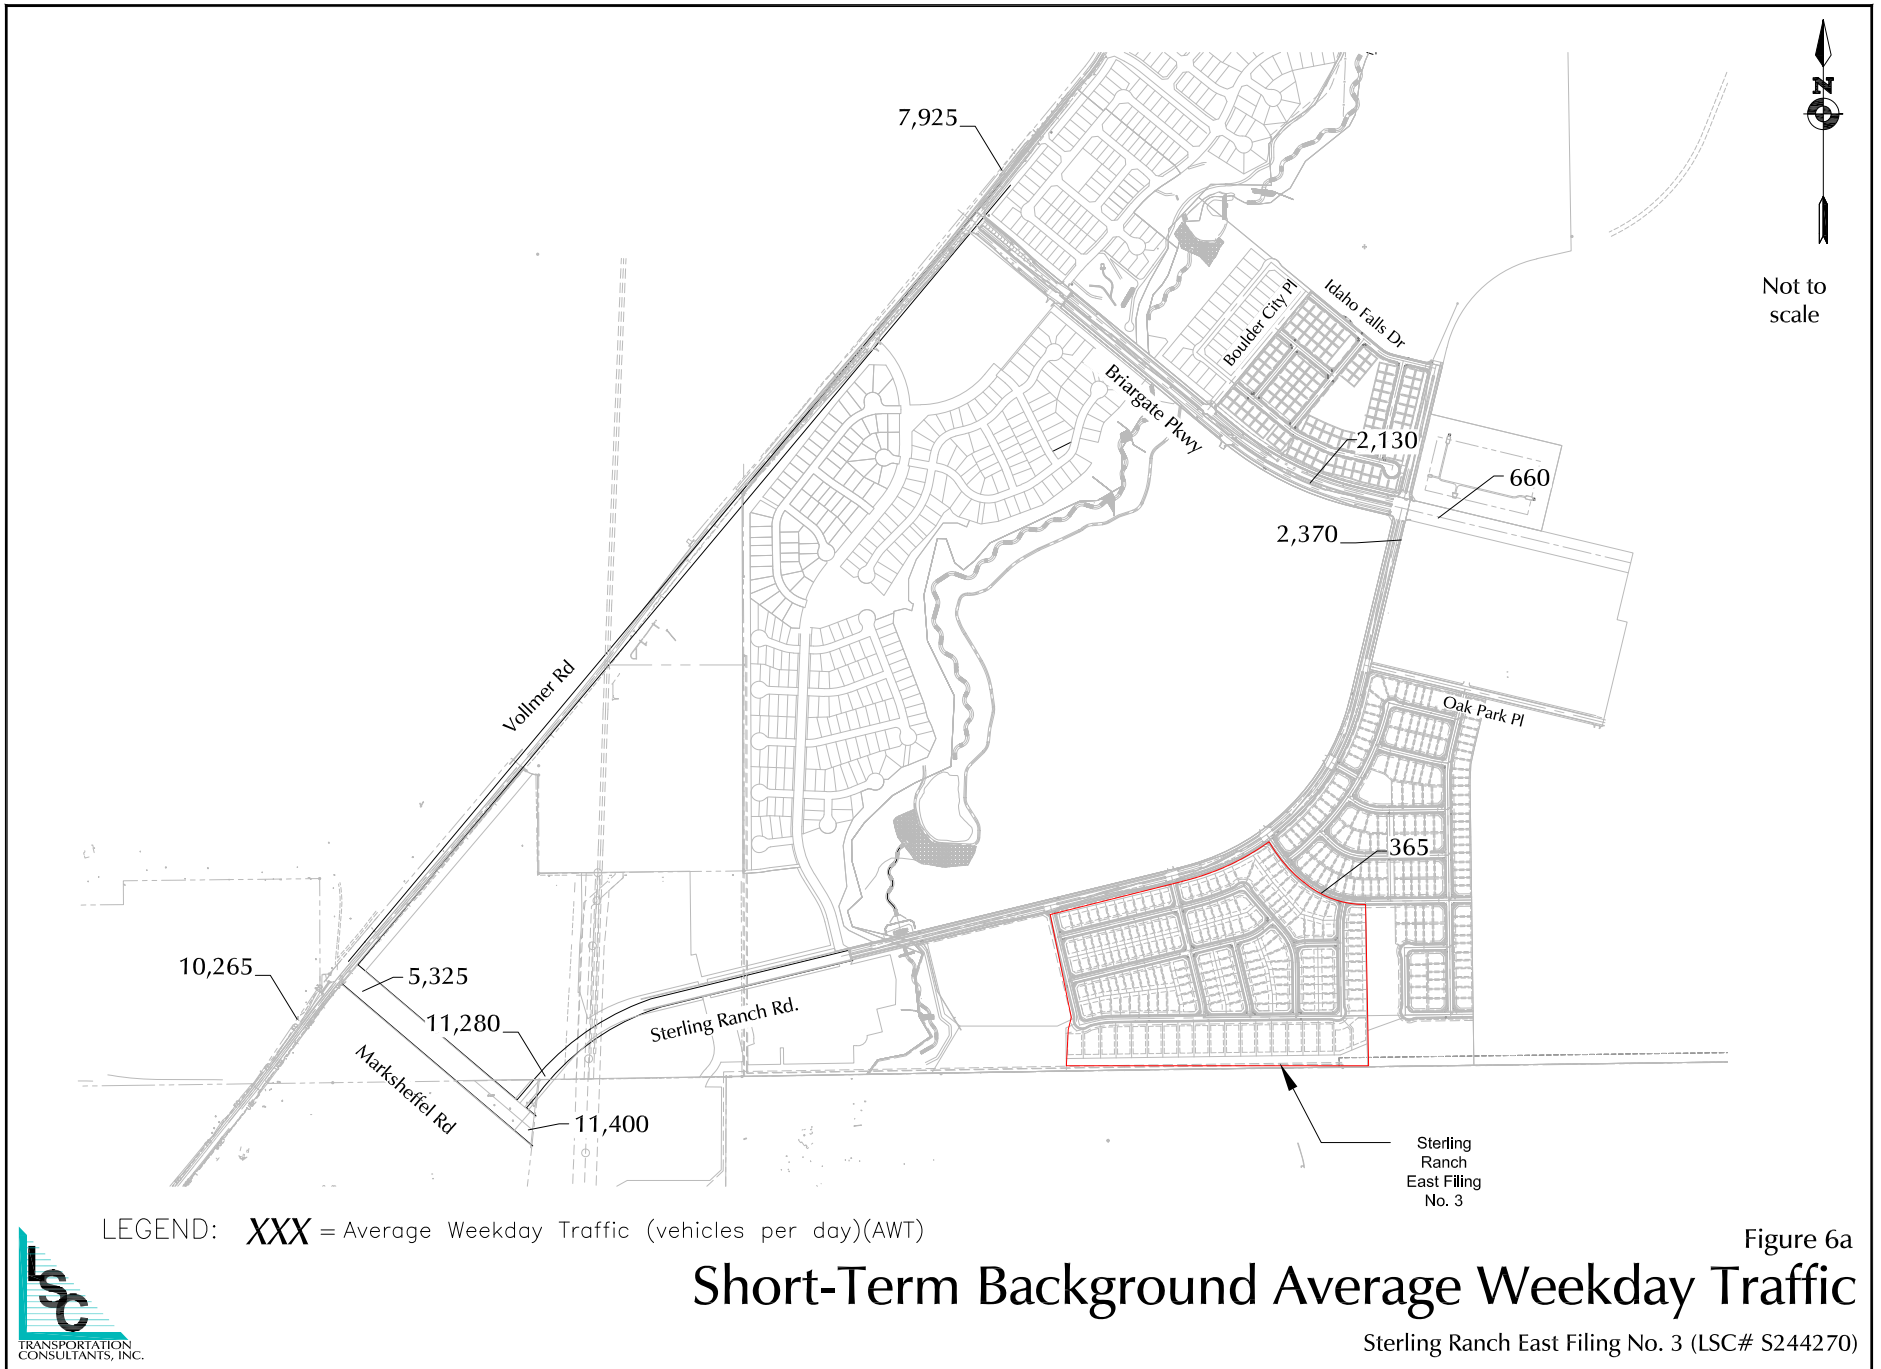 7,925
N
Not to
scale
Idaho Falls Dr
Boulder City Pl
Briargate Pkwy
2,130
660
2,370
Vollmer Rd
Oak Park Pl
365
10,265
5,325
11,280
Sterling Ranch Rd.
Marksheffel Rd
11,400
Sterling
Ranch
East Filing
No. 3
LEGEND: XXX = Average Weekday Traffic (vehicles per day)(AWT)
Figure 6a
Short-Term Background Average Weekday Traffic
Sterling Ranch East Filing No. 3 (LSC# S244270)
LSC
TRANSPORTATION
CONSULTANTS, INC.